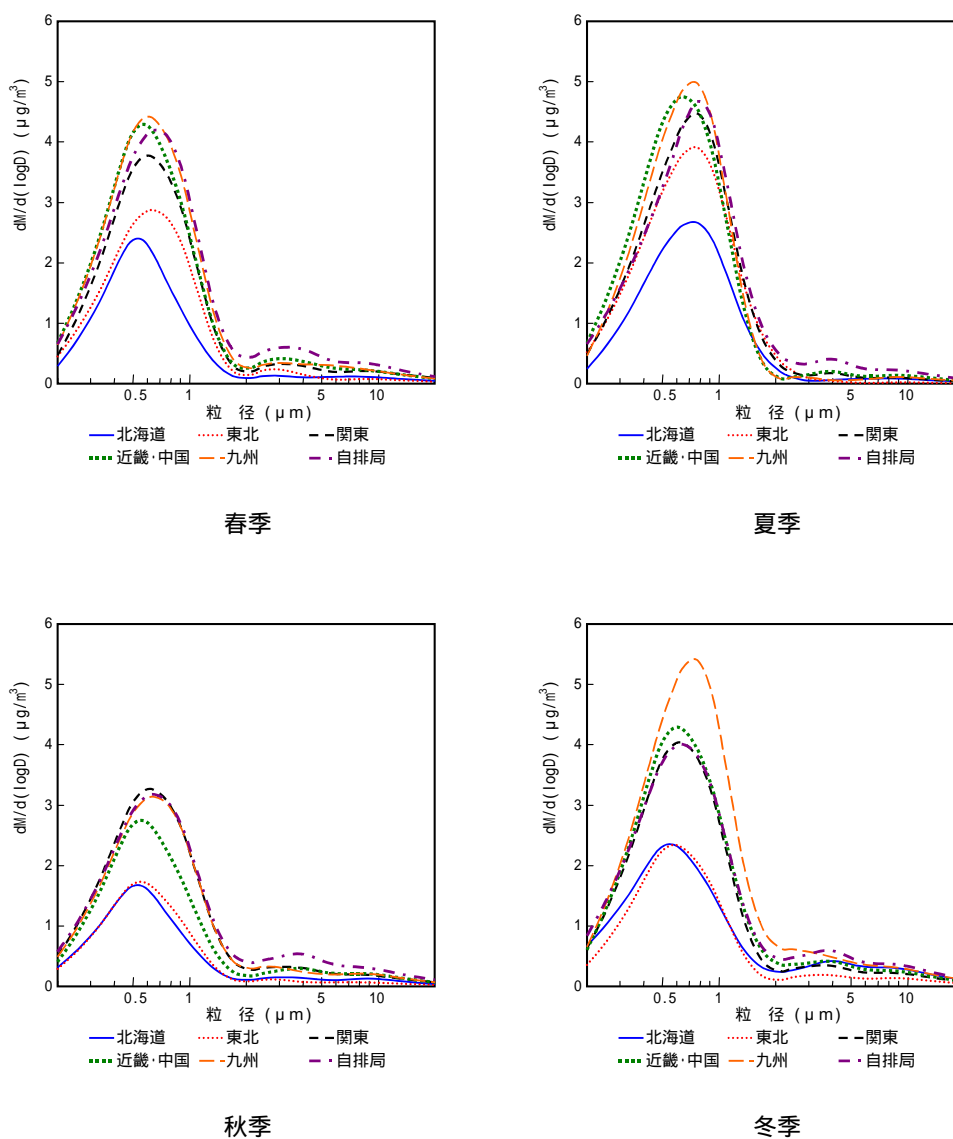 6
5
4
3
2
1
0
dM/d(logD) (μg/m³)
0.5 1 5 10
粒 径 (μm)
北海道 東北 関東
近畿・中国 九州 自排局
春季
6
5
4
3
2
1
0
dM/d(logD) (μg/m³)
0.5 1 5 10
粒 径 (μm)
北海道 東北 関東
近畿・中国 九州 自排局
夏季
6
5
4
3
2
1
0
dM/d(logD) (μg/m³)
0.5 1 5 10
粒 径 (μm)
北海道 東北 関東
近畿・中国 九州 自排局
秋季
6
5
4
3
2
1
0
dM/d(logD) (μg/m³)
0.5 1 5 10
粒 径 (μm)
北海道 東北 関東
近畿・中国 九州 自排局
冬季